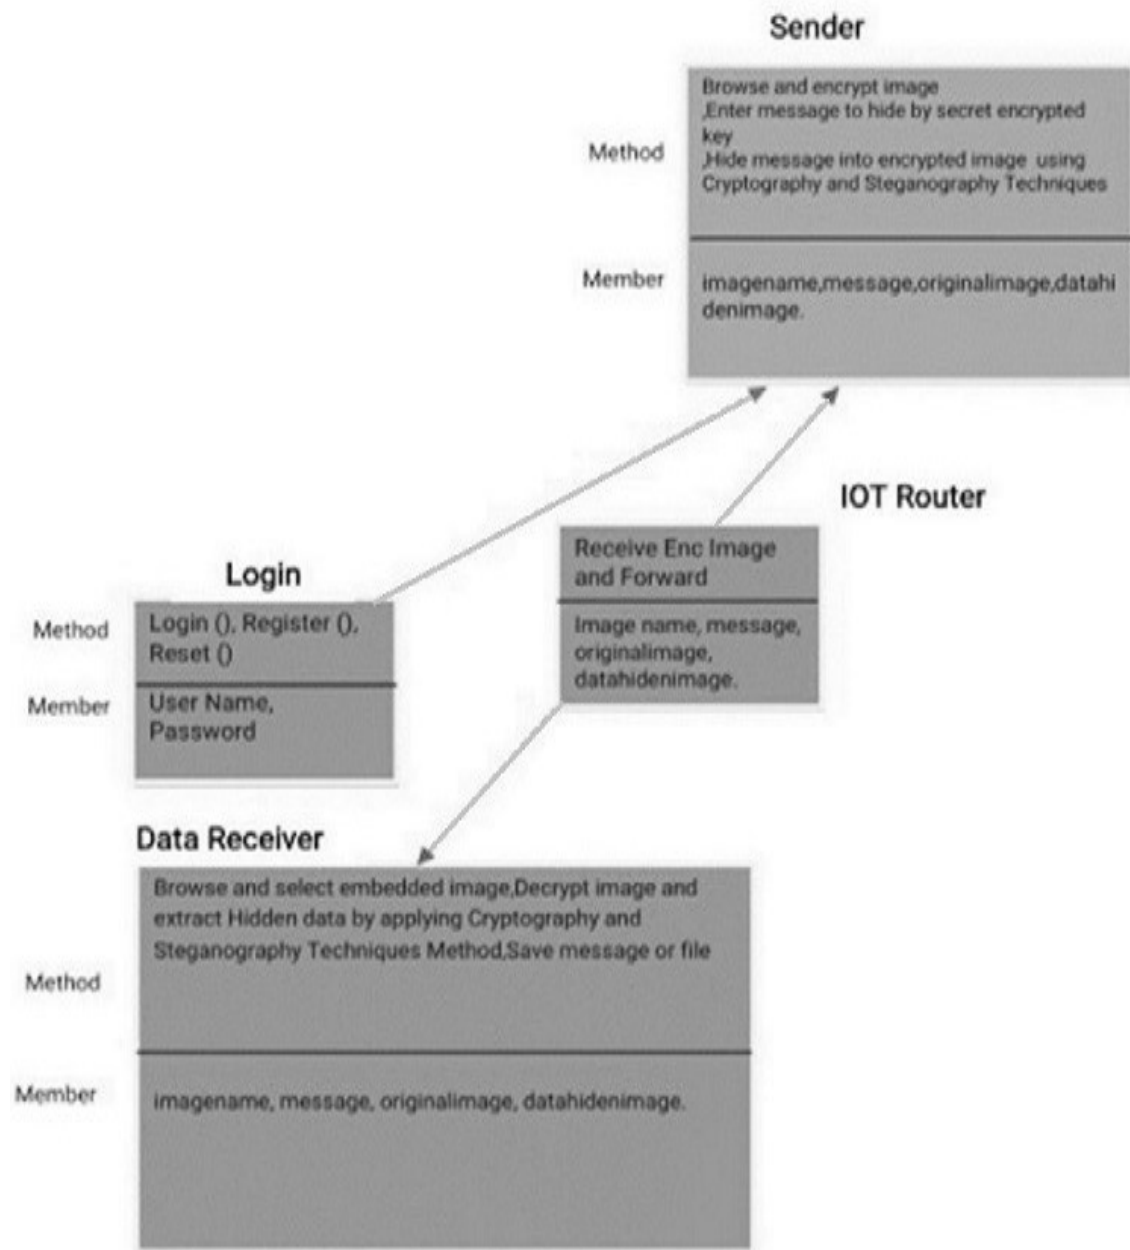 Sender
Method
Browse and encrypt image
,Enter message to hide by secret encrypted
key
,Hide message into encrypted image using
Cryptography and Steganography Techniques
Member
imagename,message,originalimage,datahi
denimage.
IOT Router
Receive Enc Image
and Forward
Image name, message,
originalimage,
datahidenimage.
Login
Method
Login (), Register (),
Reset ()
Member
User Name,
Password
Data Receiver
Method
Browse and select embedded image,Decrypt image and
extract Hidden data by applying Cryptography and
Steganography Techniques Method,Save message or file
Member
imagename, message, originalimage, datahidenimage.